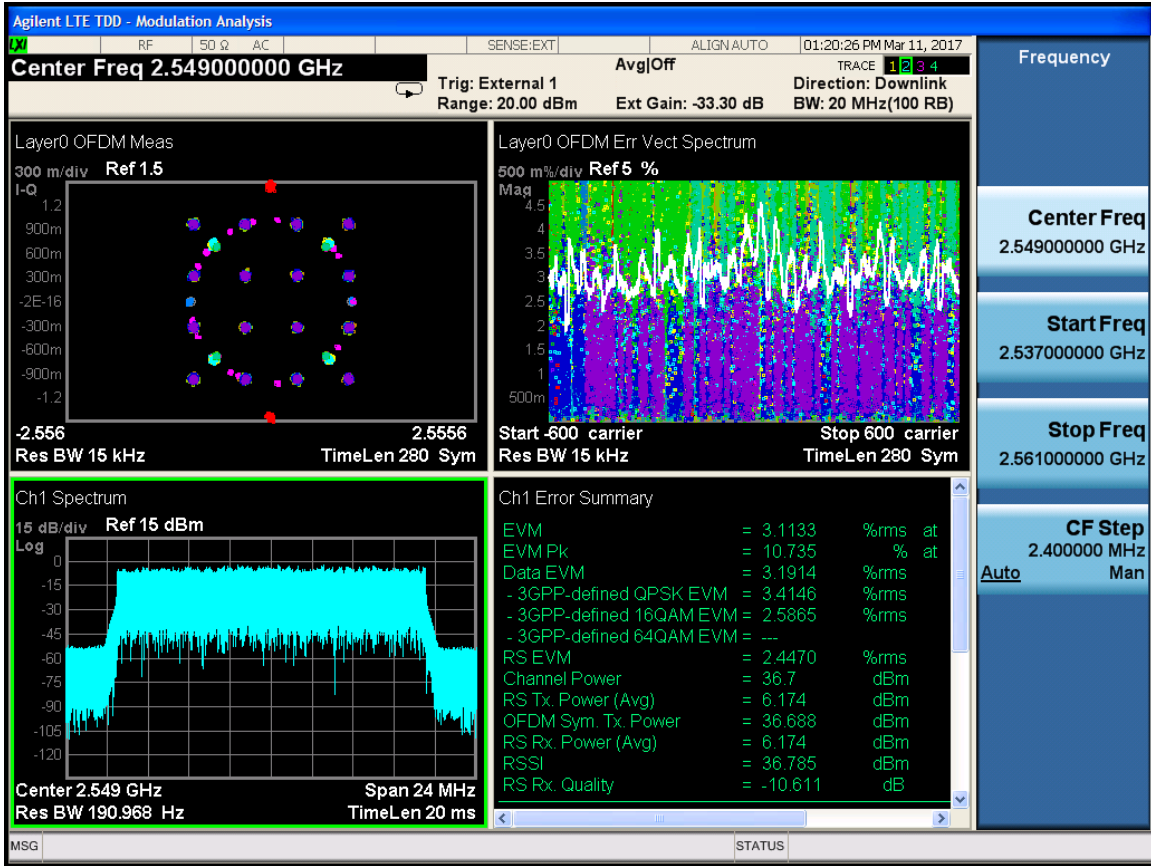 Agilent LTE TDD - Modulation Analysis
LXI RF 50 Ω AC SENSE:EXT ALIGN AUTO 01:20:26 PM Mar 11, 2017
Center Freq 2.549000000 GHz
Avg|Off
TRACE 1 2 3 4
Trig: External 1
Direction: Downlink
Range: 20.00 dBm Ext Gain: -33.30 dB BW: 20 MHz(100 RB)
Layer0 OFDM Meas
300 m/div Ref 1.5
I-Q
1.2
900m
600m
300m
-2E-16
-300m
-600m
-900m
-1.2
-2.556 2.5556
Res BW 15 kHz TimeLen 280 Sym
Layer0 OFDM Err Vect Spectrum
500 m%/div Ref 5 %
Mag
4.5
4
3.5
3
2.5
2
1.5
1
500m
Start -600 carrier Stop 600 carrier
Res BW 15 kHz TimeLen 280 Sym
Ch1 Spectrum
15 dB/div Ref 15 dBm
Log
0
-15
-30
-45
-60
-75
-90
-105
-120
Center 2.549 GHz Span 24 MHz
Res BW 190.968 Hz TimeLen 20 ms
Ch1 Error Summary
EVM = 3.1133 %rms at
EVM Pk = 10.735 % at
Data EVM = 3.1914 %rms
- 3GPP-defined QPSK EVM = 3.4146 %rms
- 3GPP-defined 16QAM EVM = 2.5865 %rms
- 3GPP-defined 64QAM EVM = ---
RS EVM = 2.4470 %rms
Channel Power = 36.7 dBm
RS Tx. Power (Avg) = 6.174 dBm
OFDM Sym. Tx. Power = 36.688 dBm
RS Rx. Power (Avg) = 6.174 dBm
RSSI = 36.785 dBm
RS Rx. Quality = -10.611 dB
Frequency
Center Freq
2.549000000 GHz
Start Freq
2.537000000 GHz
Stop Freq
2.561000000 GHz
CF Step
2.400000 MHz
Auto Man
MSG STATUS